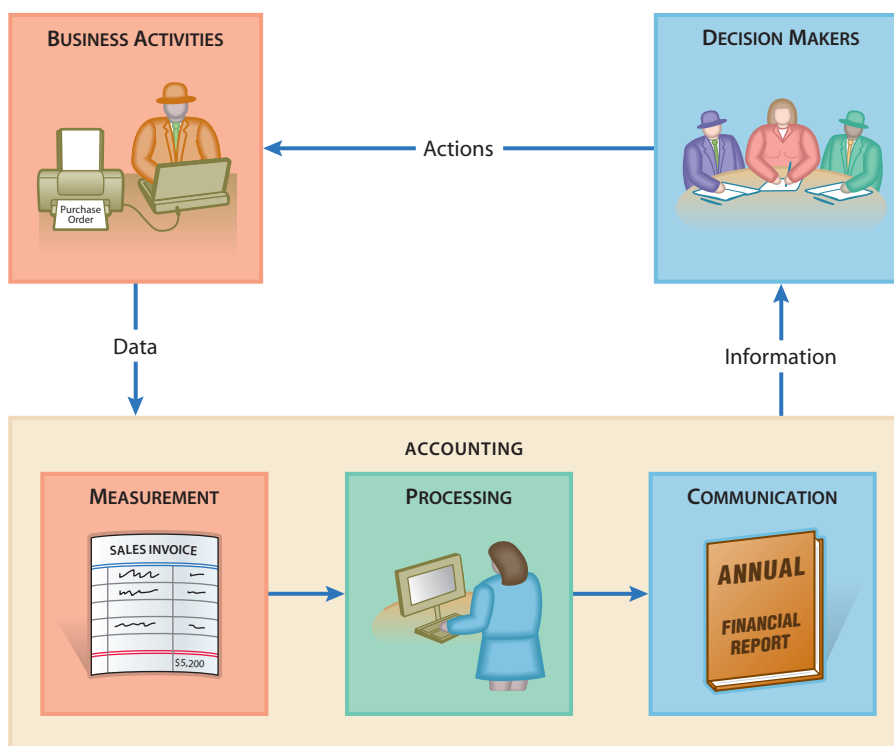 BUSINESS ACTIVITIES
DECISION MAKERS
Purchase
Order
Actions
Data
Information
ACCOUNTING
MEASUREMENT
PROCESSING
COMMUNICATION
SALES INVOICE
$5,200
ANNUAL
FINANCIAL
REPORT